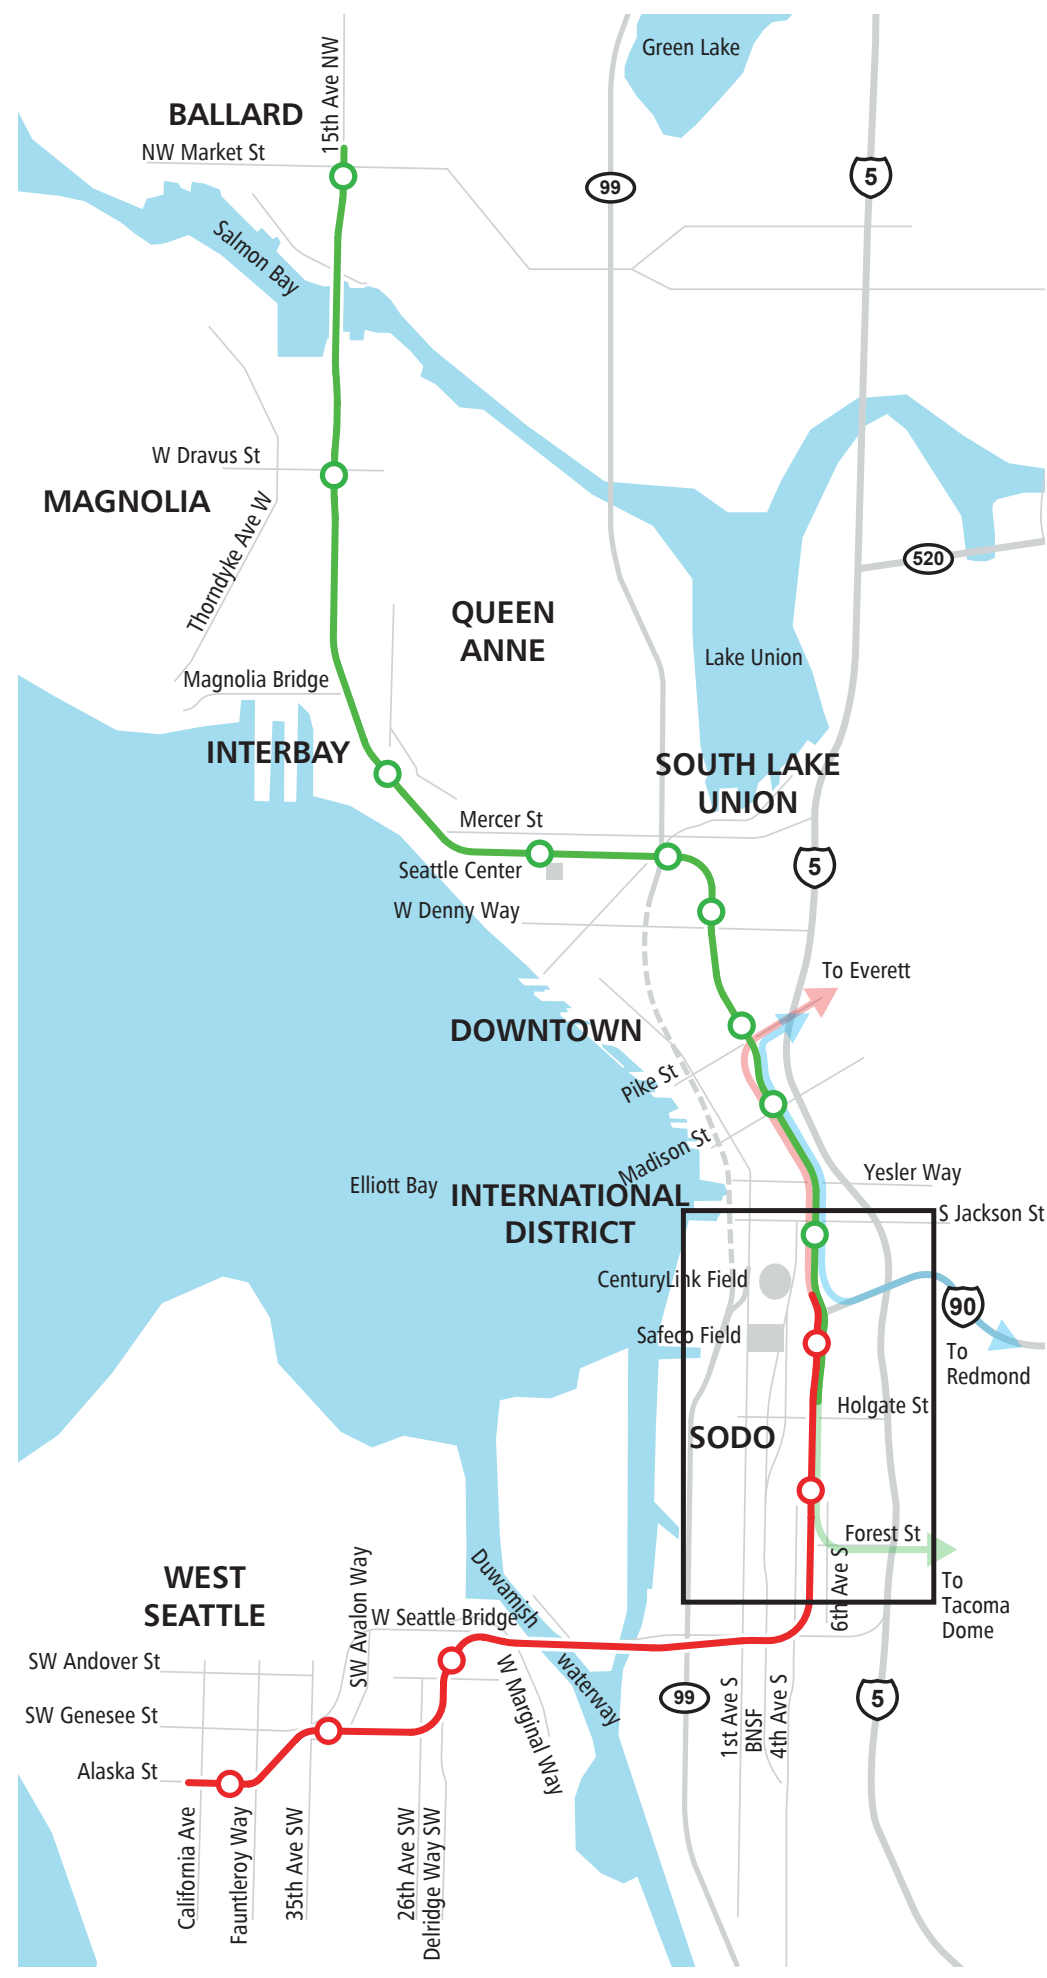 Green Lake
15th Ave NW
BALLARD
NW Market St
99
5
Salmon Bay
W Dravus St
MAGNOLIA
Thorndyke Ave W
520
QUEEN
ANNE
Lake Union
Magnolia Bridge
INTERBAY
SOUTH LAKE
UNION
Mercer St
Seattle Center
5
W Denny Way
To Everett
DOWNTOWN
Pike St
Madison St
Yesler Way
Elliott Bay
INTERNATIONAL
DISTRICT
S Jackson St
CenturyLink Field
90
Safeco Field
To
Redmond
Holgate St
SODO
Forest St
6th Ave S
To
Tacoma
Dome
WEST
SEATTLE
SW Avalon Way
Duwamish
waterway
W Seattle Bridge
SW Andover St
W Marginal Way
99
5
1st Ave S
BNSF
4th Ave S
SW Genesee St
Alaska St
California Ave
Fauntleroy Way
35th Ave SW
26th Ave SW
Delridge Way SW